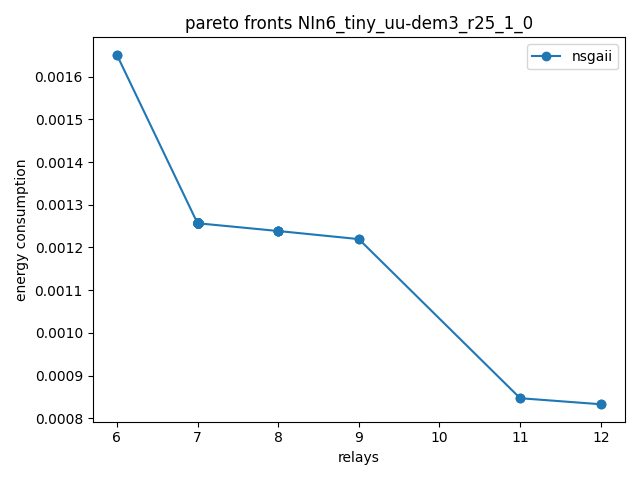 pareto fronts NIn6_tiny_uu-dem3_r25_1_0
nsgaii
0.0016
0.0015
0.0014
0.0013
0.0012
0.0011
0.0010
0.0009
0.0008
energy consumption
6 7 8 9 10 11 12
relays